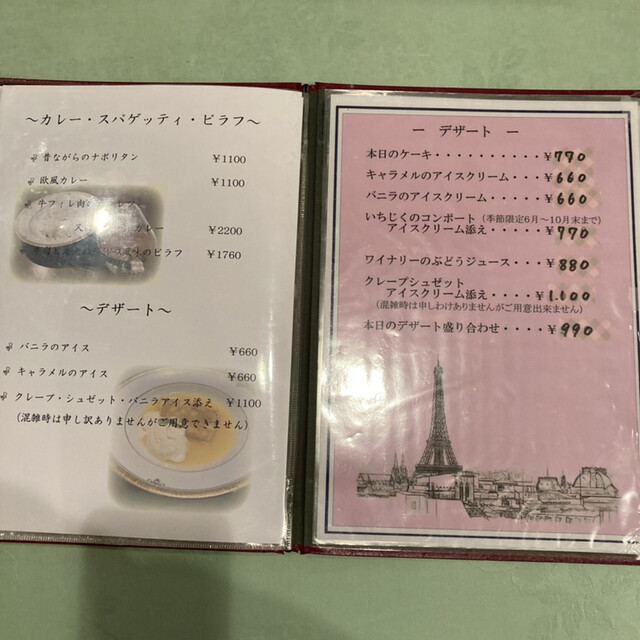 ～カレー・スパゲッティ・ピラフ～
昔ながらのナポリタン ￥1100
欧風カレー ￥1100
牛フィレ肉
カレー ￥2200
風味のピラフ ￥1760
～デザート～
バニラのアイス ￥660
キャラメルのアイス ￥660
クレープ・シュゼット・バニラアイス添え ￥1100
（混雑時は申し訳ありませんがご用意できません）
ー デザート ー
本日のケーキ・・・・・・・・・・￥770
キャラメルのアイスクリーム・・・・￥660
バニラのアイスクリーム・・・・・・￥660
いちじくのコンポート（季節限定6月～10月末まで）
アイスクリーム添え・・・・￥770
ワイナリーのぶどうジュース・・・￥880
クレープシュゼット
アイスクリーム添え・・・・￥1.100
（混雑時は申しわけありませんがご用意出来ません）
本日のデザート盛り合わせ・・・・￥990